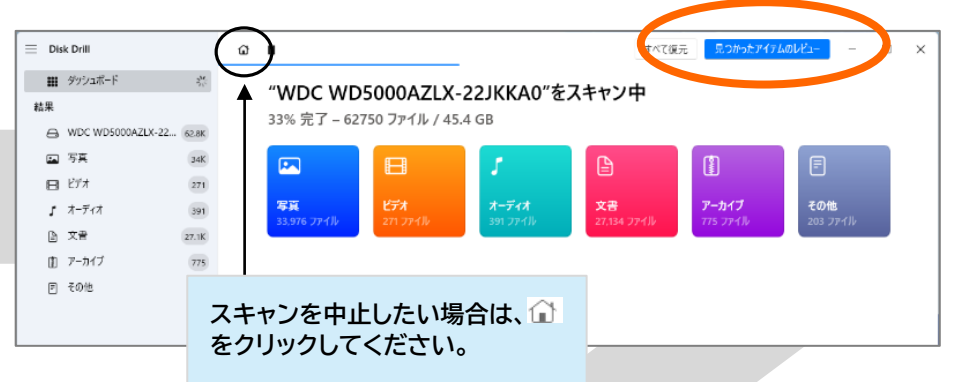 Disk Drill
すべて復元
見つかったアイテムのレビュー
ダッシュボード
結果
WDC WD5000AZLX-22... 62.8K
写真 34K
ビデオ 271
オーディオ 391
文書 27.1K
アーカイブ 775
その他
"WDC WD5000AZLX-22JKKA0"をスキャン中
33% 完了 – 62750 ファイル / 45.4 GB
写真
33,976 ファイル
ビデオ
271 ファイル
オーディオ
391 ファイル
文書
27,134 ファイル
アーカイブ
775 ファイル
その他
203 ファイル
スキャンを中止したい場合は、
をクリックしてください。